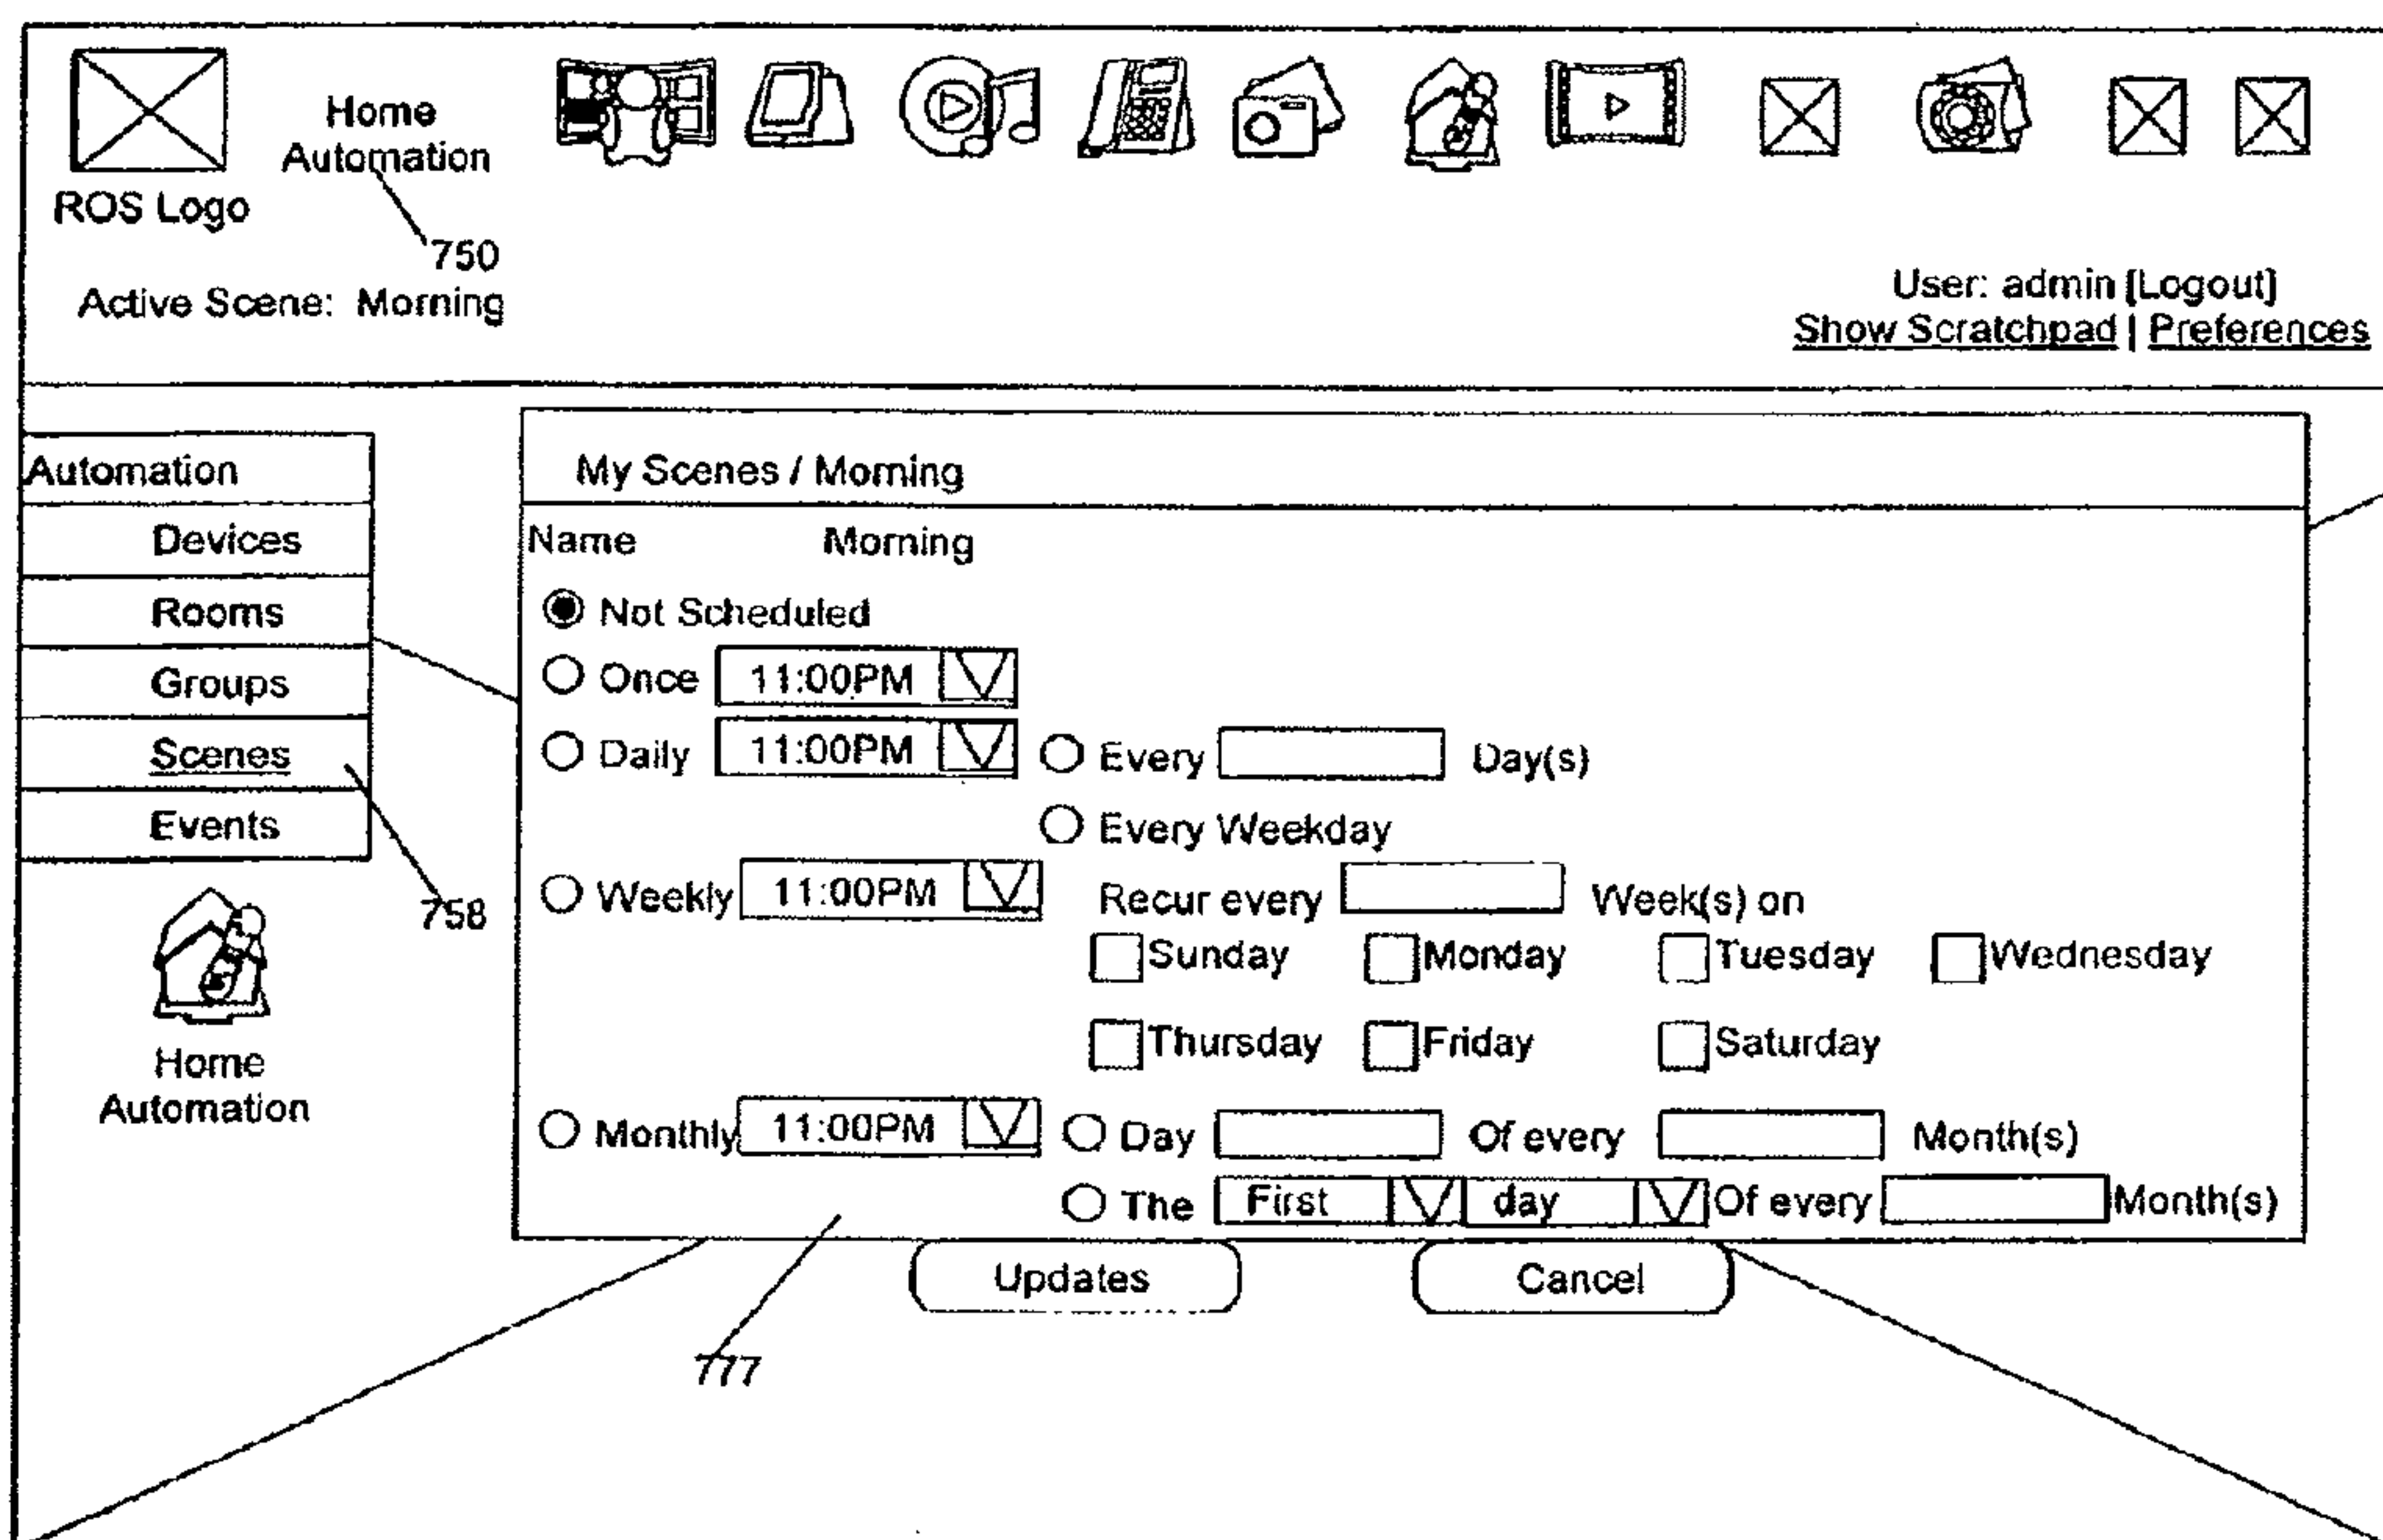 Home
Automation
ROS Logo
750
Active Scene: Morning
User: admin [Logout]
Show Scratchpad | Preferences
Automation
Devices
Rooms
Groups
Scenes
Events
758
Home
Automation
My Scenes / Morning
Name Morning
Not Scheduled
Once 11:00PM
Daily 11:00PM Every Day(s)
Every Weekday
Weekly 11:00PM Recur every Week(s) on
Sunday Monday Tuesday Wednesday
Thursday Friday Saturday
Monthly 11:00PM Day Of every Month(s)
The First day Of every Month(s)
Updates Cancel
777